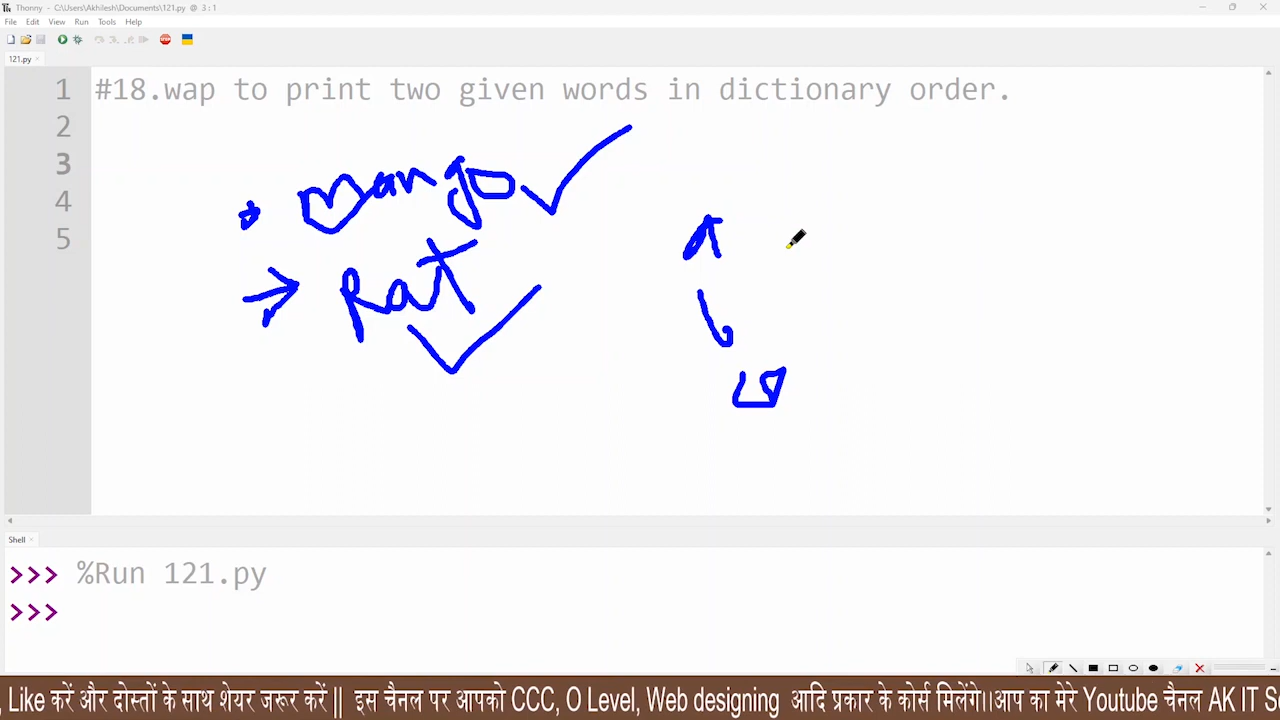 Thonny - C:\Users\Akhilesh\Documents\121.py @ 3:1
File Edit View Run Tools Help
121.py
1 #18.wap to print two given words in dictionary order.
2
3
4
5
mango
Rat
Shell
>>> %Run 121.py
>>>
, Like करें और दोस्तों के साथ शेयर जरूर करें || इस चैनल पर आपको CCC, O Level, Web designing आदि प्रकार के कोर्स मिलेंगे।।आप का मेरे Youtube चैनल AK IT S